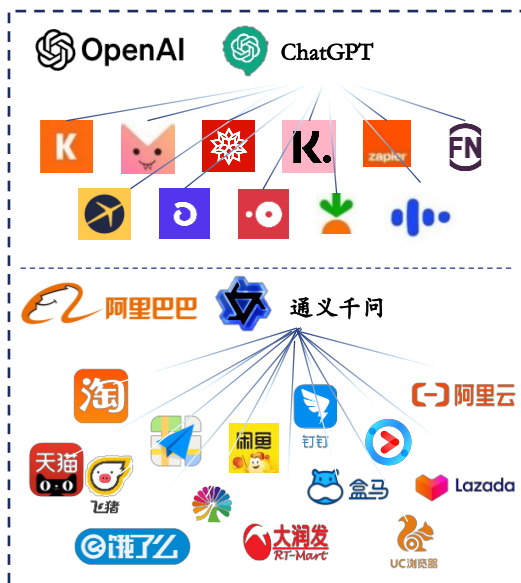 OpenAI
ChatGPT
K
K.
zapier
FN
阿里巴巴
通义千问
淘
阿里云
钉钉
闲鱼
天猫
飞猪
盒马
Lazada
饿了么
大润发
RT-Mart
UC浏览器